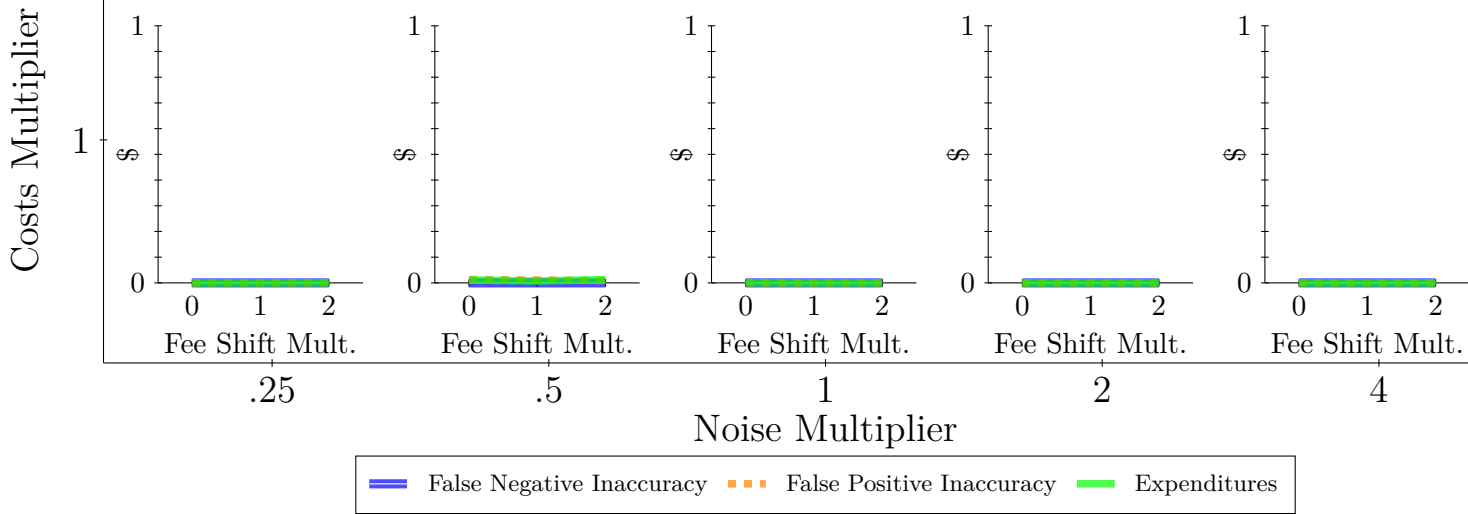 Costs Multiplier
1
1
0
$
0 1 2
Fee Shift Mult.
1
0
$
0 1 2
Fee Shift Mult.
1
0
$
0 1 2
Fee Shift Mult.
1
0
$
0 1 2
Fee Shift Mult.
1
0
$
0 1 2
Fee Shift Mult.
.25 .5 1 2 4
Noise Multiplier
False Negative Inaccuracy False Positive Inaccuracy Expenditures